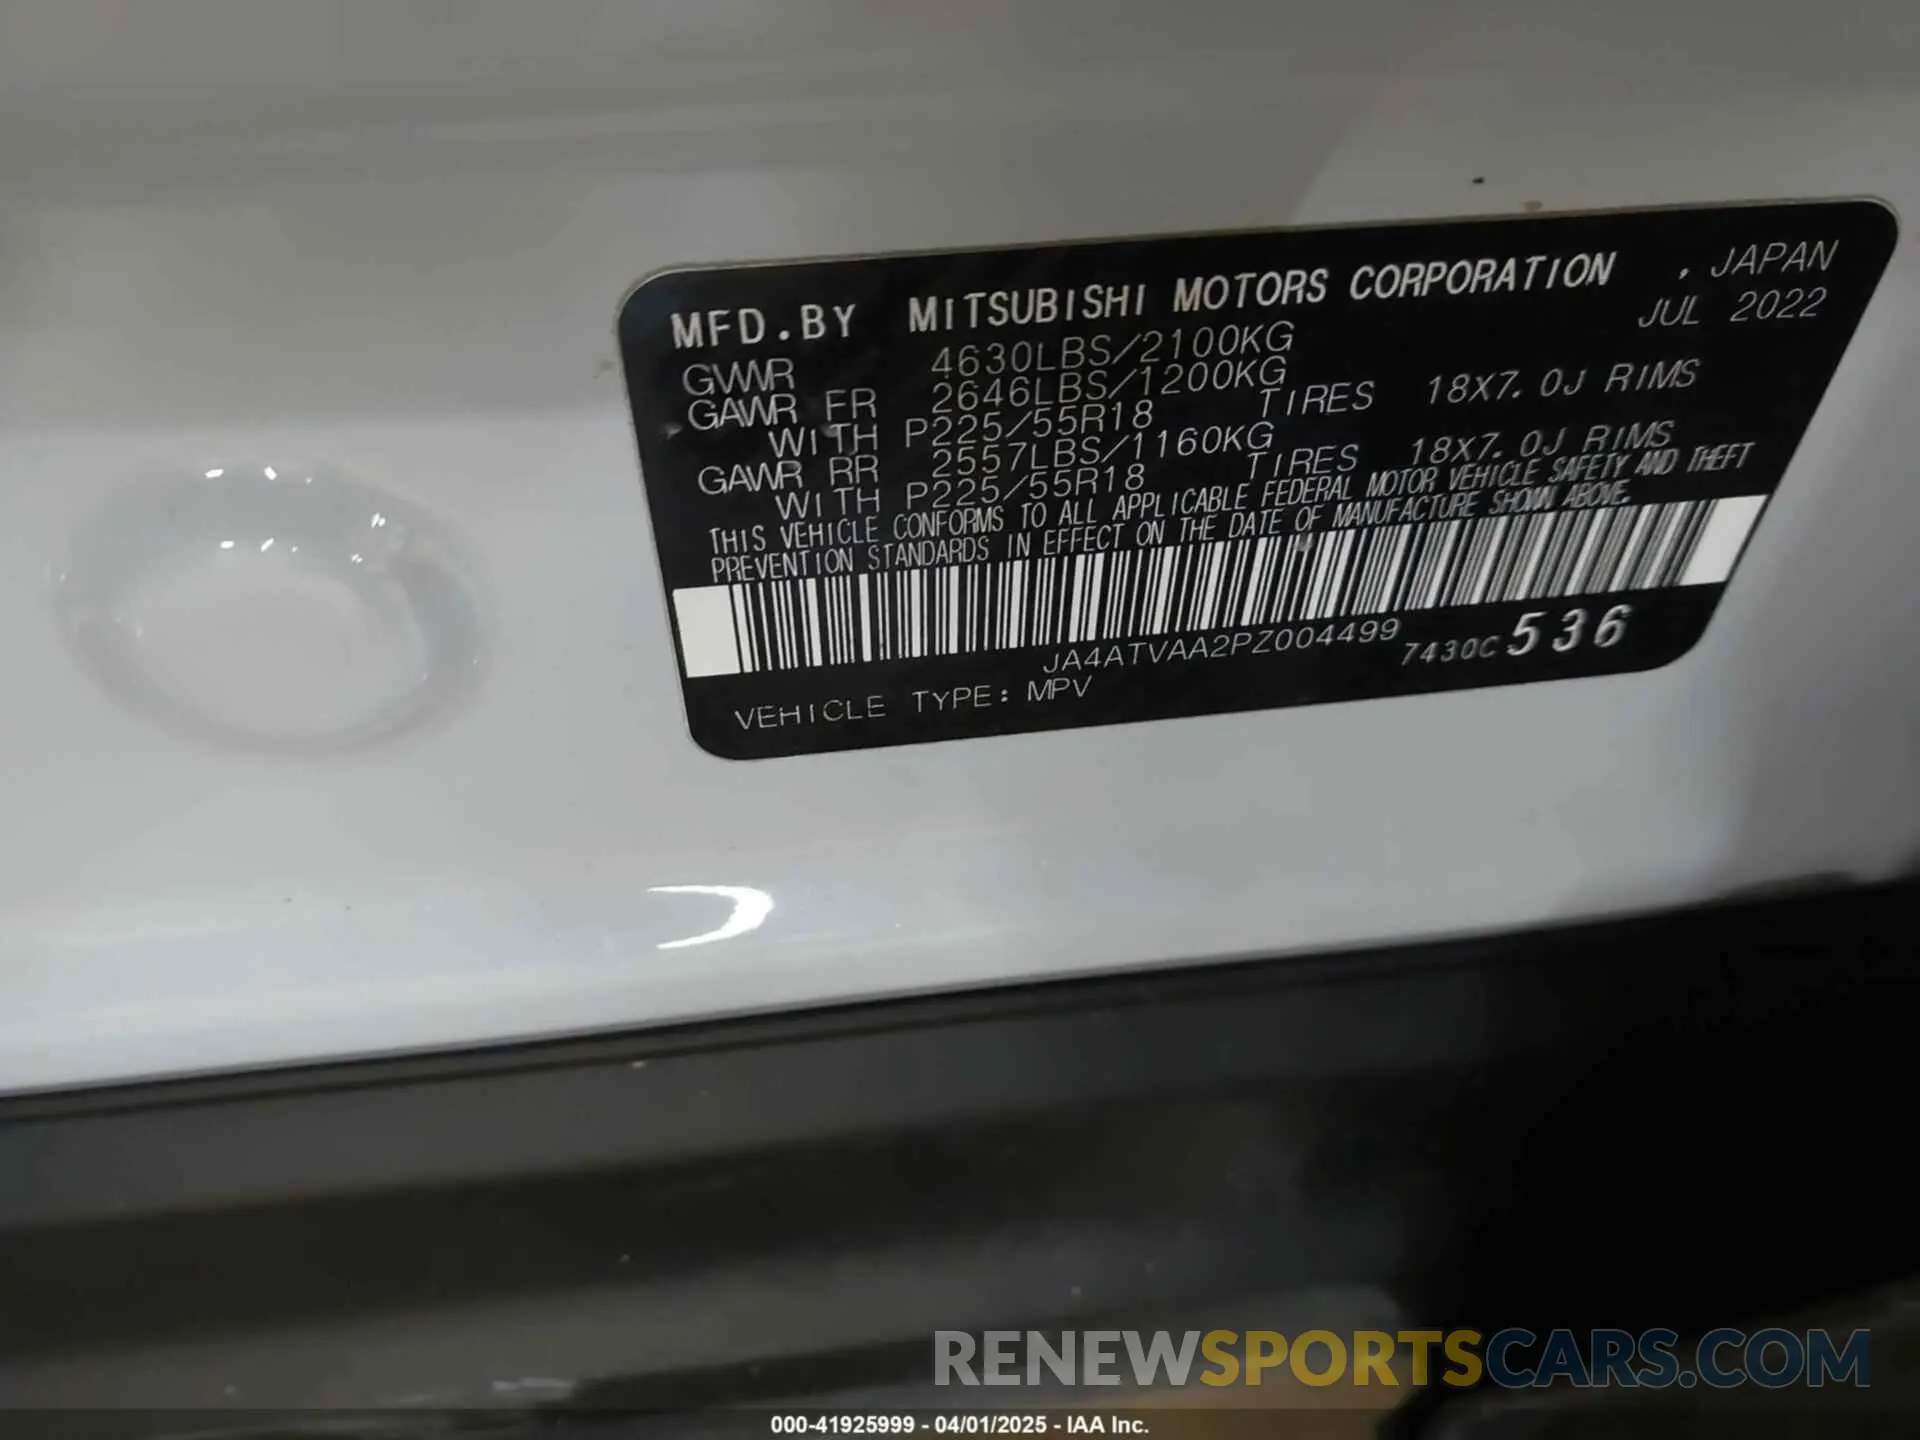 MFD.BY MITSUBISHI MOTORS CORPORATION , JAPAN
JUL 2022
GVWR 4630LBS/2100KG
GAWR FR 2646LBS/1200KG
WITH P225/55R18 TIRES 18X7.0J RIMS
GAWR RR 2557LBS/1160KG
WITH P225/55R18 TIRES 18X7.0J RIMS
THIS VEHICLE CONFORMS TO ALL APPLICABLE FEDERAL MOTOR VEHICLE SAFETY AND THEFT
PREVENTION STANDARDS IN EFFECT ON THE DATE OF MANUFACTURE SHOWN ABOVE.
JA4ATVAA2PZ004499 7430C 536
VEHICLE TYPE: MPV
RENEWSPORTSCARS.COM
000-41925999 - 04/01/2025 - IAA Inc.